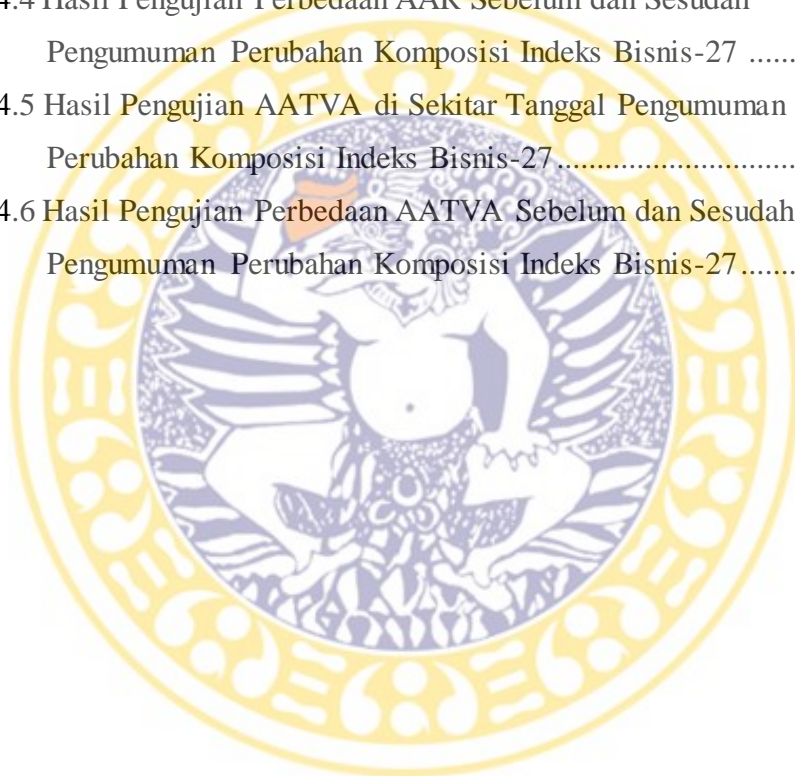 4.4 Hasil Pengujian Perbedaan AAR Sebelum dan Sesudah
Pengumuman Perubahan Komposisi Indeks Bisnis-27 ......
4.5 Hasil Pengujian AATVA di Sekitar Tanggal Pengumuman
Perubahan Komposisi Indeks Bisnis-27............................
4.6 Hasil Pengujian Perbedaan AATVA Sebelum dan Sesudah
Pengumuman Perubahan Komposisi Indeks Bisnis-27.......